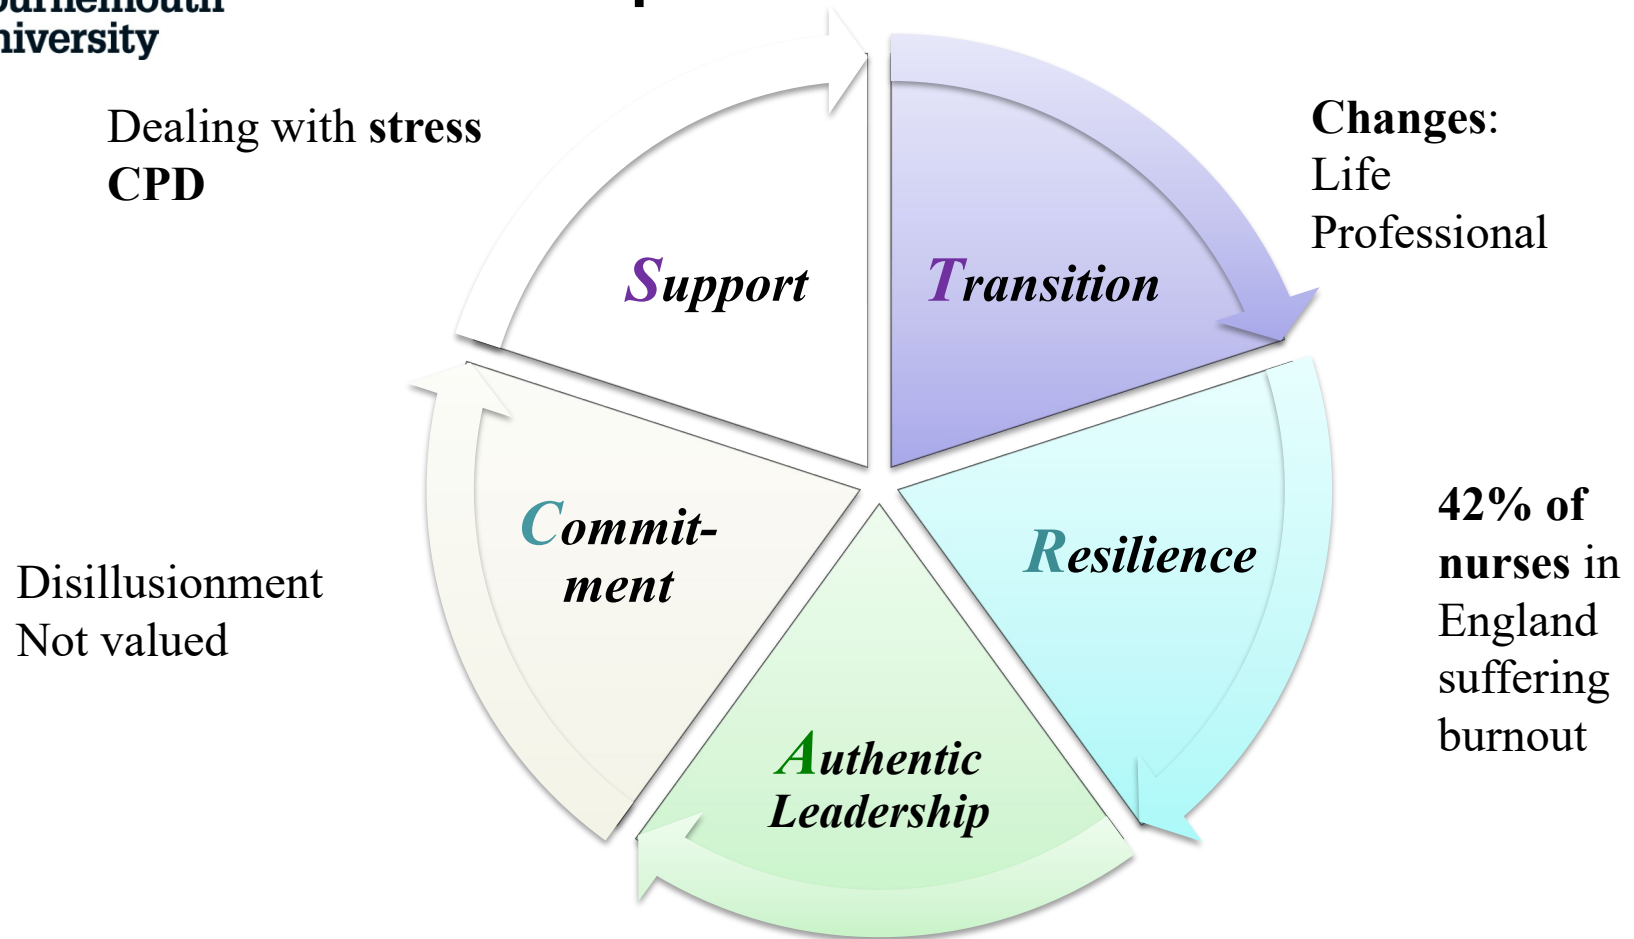 niversity
Dealing with stress
CPD
Changes:
Life
Professional
Support
Transition
Commit-
ment
Resilience
Disillusionment
Not valued
42% of
nurses in
England
suffering
burnout
Authentic
Leadership